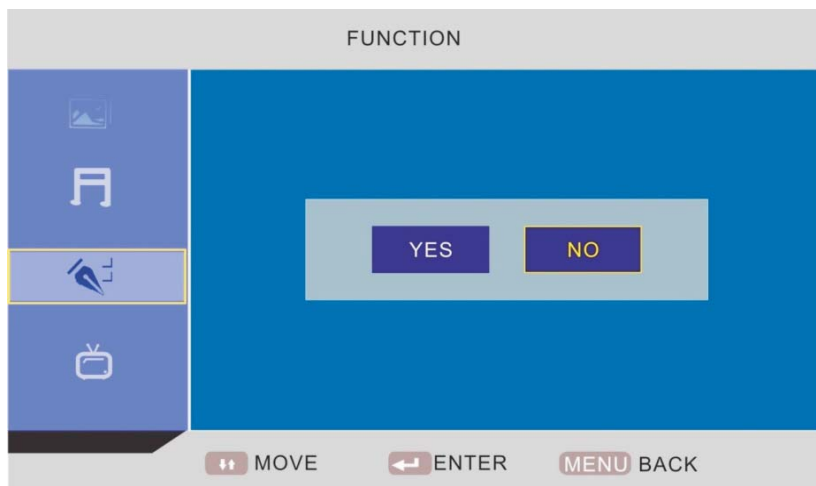 FUNCTION
YES NO
MOVE ENTER MENU BACK